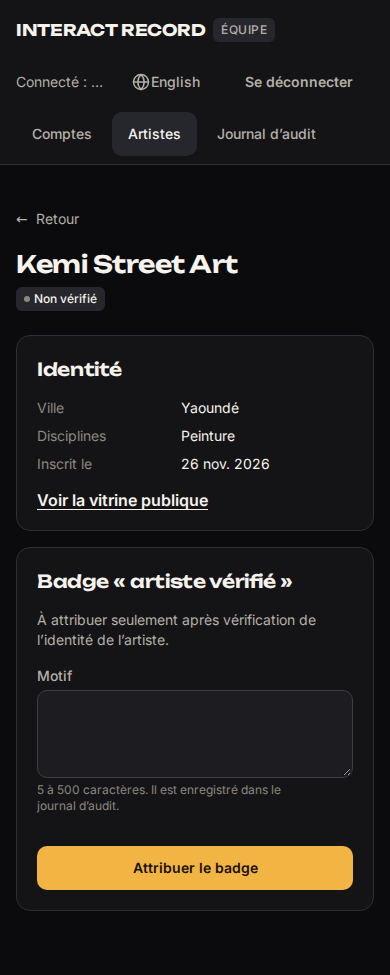 INTERACT RECORD ÉQUIPE
Connecté : ... English Se déconnecter
Comptes Artistes Journal d'audit
← Retour
Kemi Street Art
Non vérifié
Identité
Ville Yaoundé
Disciplines Peinture
Inscrit le 26 nov. 2026
Voir la vitrine publique
Badge « artiste vérifié »
À attribuer seulement après vérification de
l'identité de l'artiste.
Motif
5 à 500 caractères. Il est enregistré dans le
journal d'audit.
Attribuer le badge